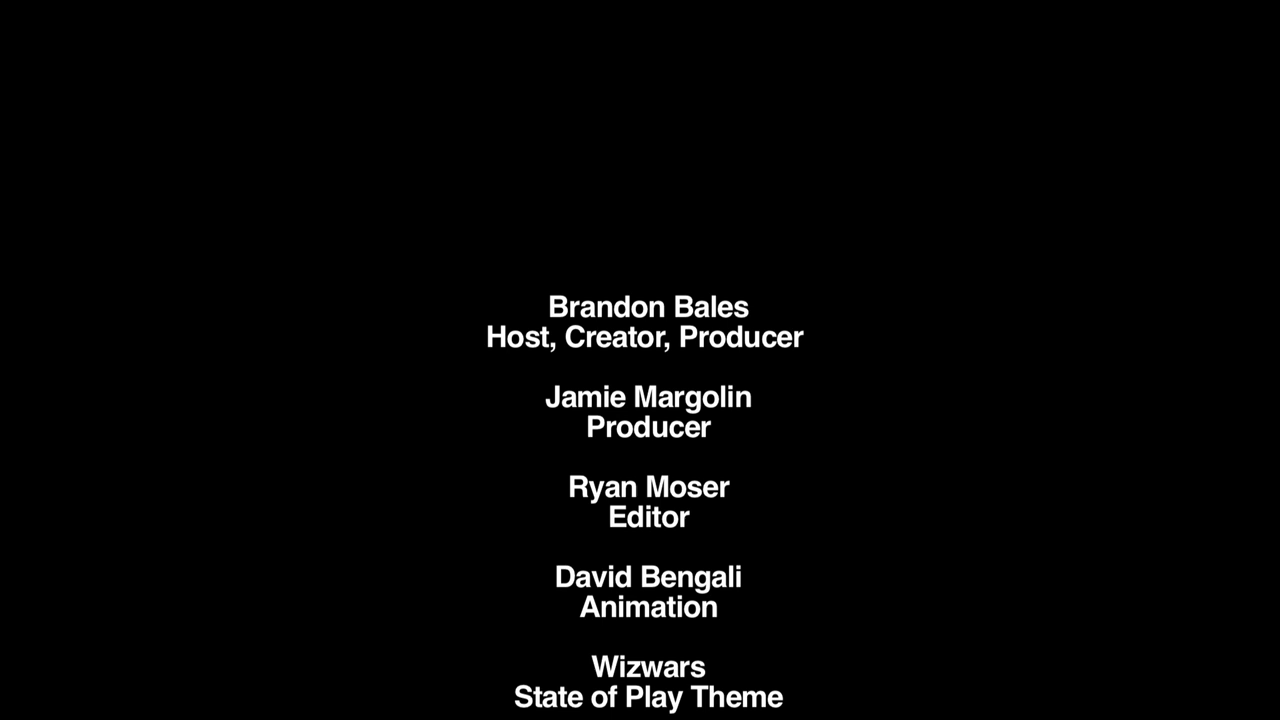 Brandon Bales
Host, Creator, Producer
Jamie Margolin
Producer
Ryan Moser
Editor
David Bengali
Animation
Wizwars
State of Play Theme